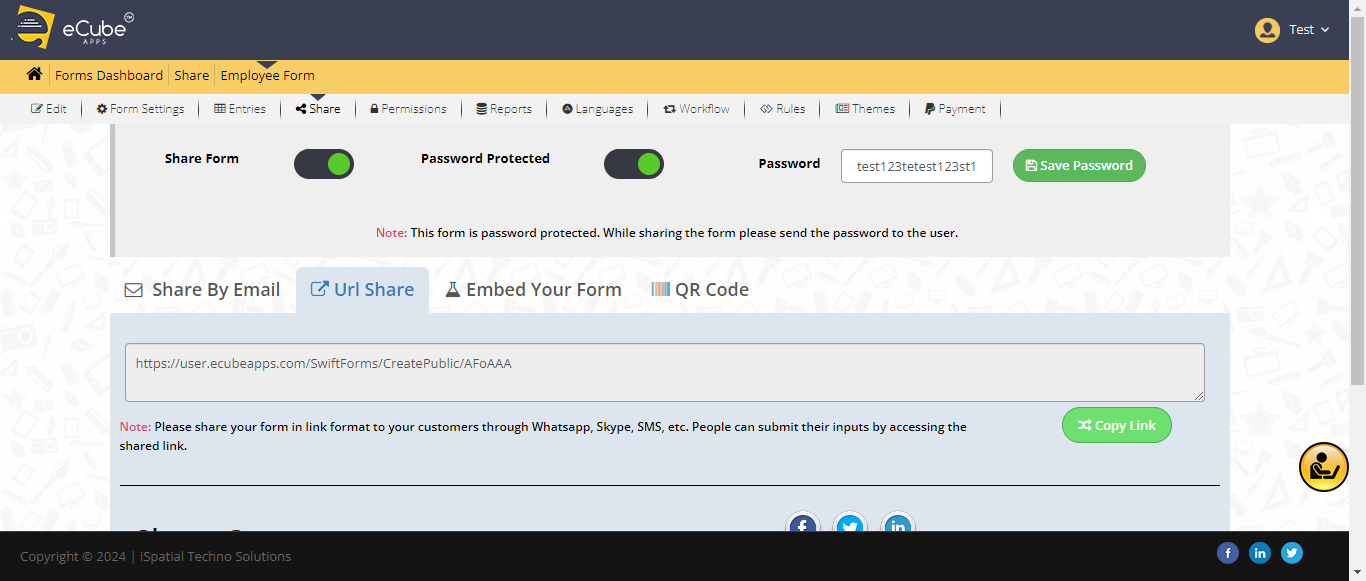 eCube™
APPS
Test
Forms Dashboard Share Employee Form
Edit Form Settings Entries Share Permissions Reports Languages Workflow Rules Themes Payment
Share Form Password Protected Password test123tetest123st1 Save Password
Note: This form is password protected. While sharing the form please send the password to the user.
Share By Email Url Share Embed Your Form QR Code
https://user.ecubeapps.com/SwiftForms/CreatePublic/AFoAAA
Note: Please share your form in link format to your customers through Whatsapp, Skype, SMS, etc. People can submit their inputs by accessing the
shared link.
Copy Link
Copyright © 2024 | iSpatial Techno Solutions